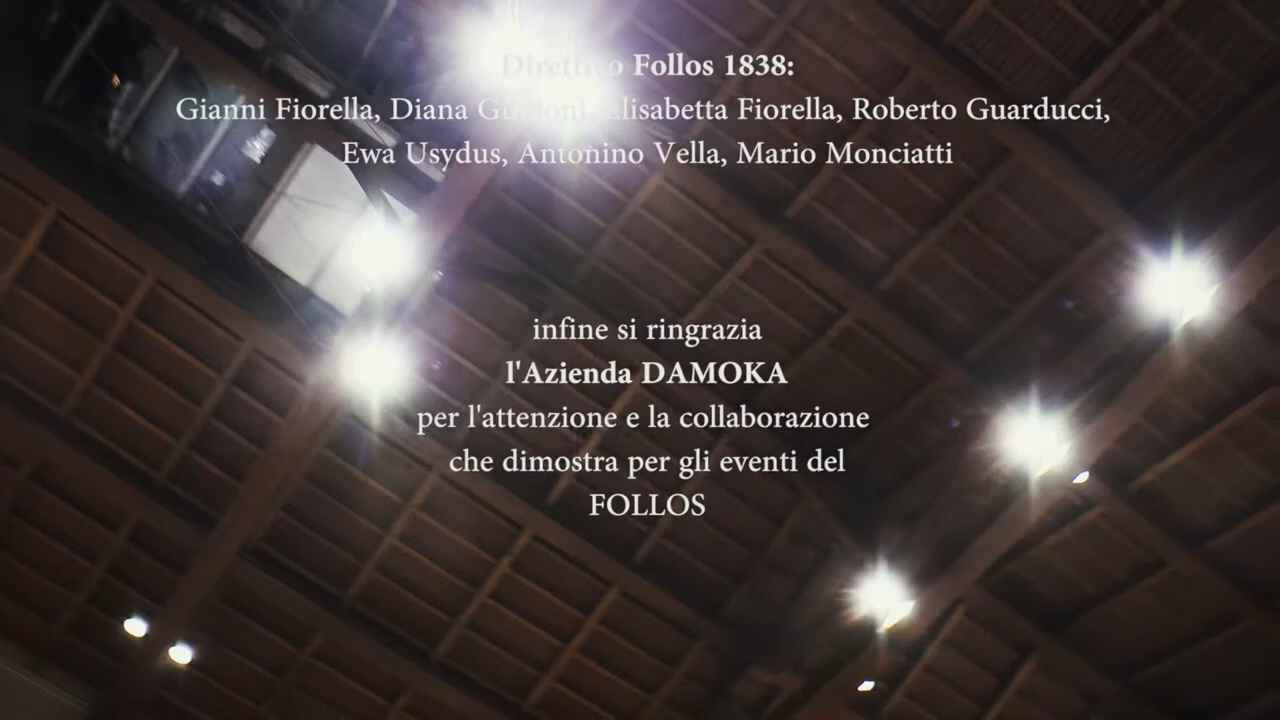 Follos 1838:
Gianni Fiorella, Diana Elisabetta Fiorella, Roberto Guarducci,
Ewa Usydus, Antonino Vella, Mario Monciatti
infine si ringrazia
l'Azienda DAMOKA
per l'attenzione e la collaborazione
che dimostra per gli eventi del
FOLLOS